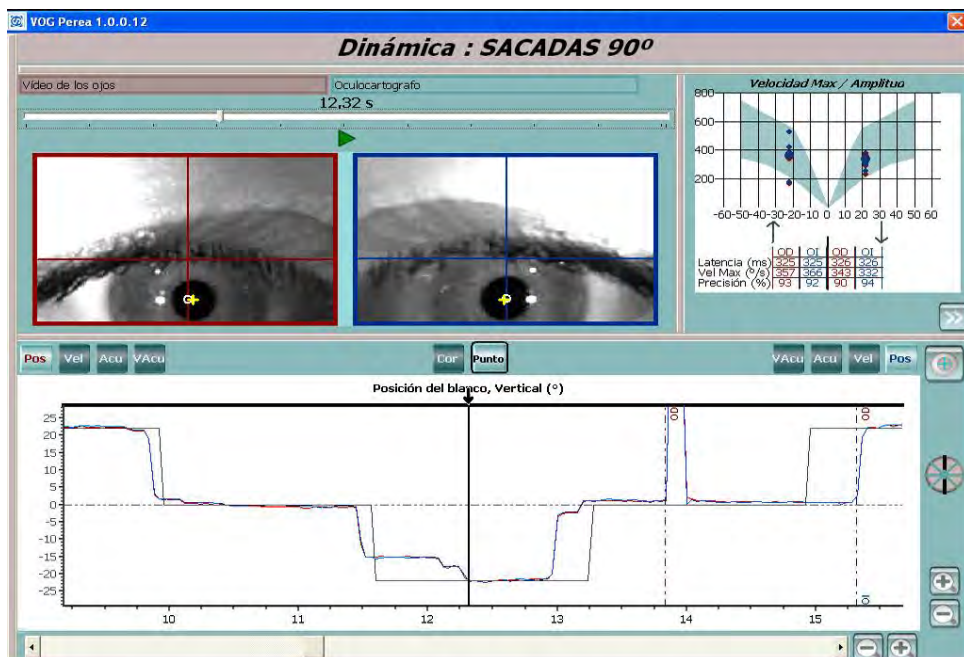 VOG Perea 1.0.0.12
Dinámica : SACADAS 90º
Vídeo de los ojos
Oculocartografo
12,32 s
Velocidad Max / Amplitud
800
600
400
200
-60-50-40-30-20 0 10 20 30 40 50 60
OD OI OD OI
Latencia (ms) 325 325 326 326
Vel Max (º/s) 357 366 343 332
Precisión (%) 93 92 90 94
>>
Pos Vel Acu VAcu Cor Punto VAcu Acu Vel Pos
Posición del blanco, Vertical (°)
OD OD
25
20
15
10
5
0
-5
-10
-15
-20
-25
OI
10 11 12 13 14 15